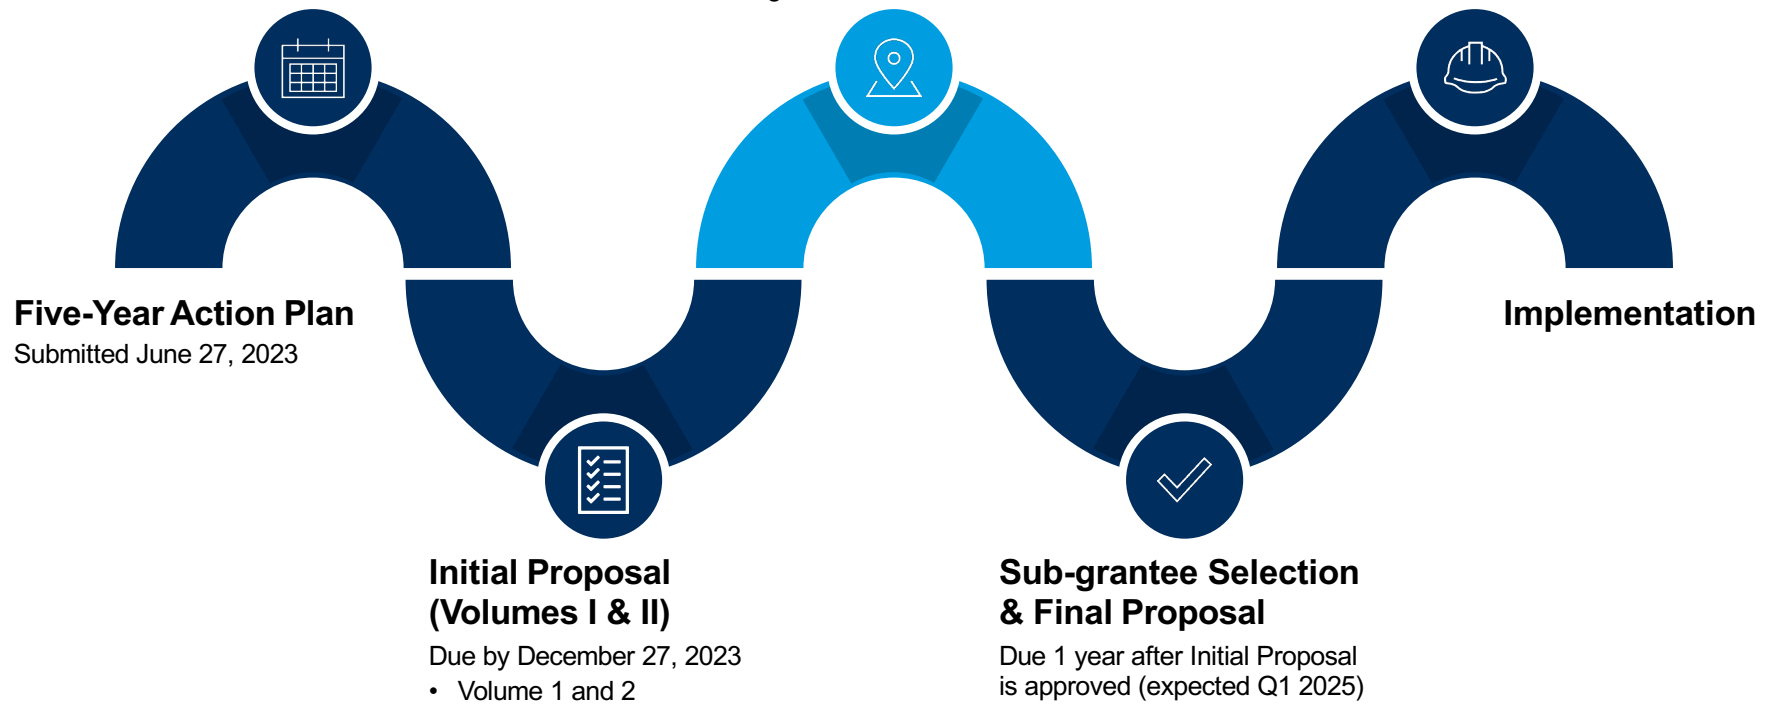 Five-Year Action Plan
Submitted June 27, 2023
Implementation
Initial Proposal
(Volumes I & II)
Due by December 27, 2023
• Volume 1 and 2
Sub-grantee Selection
& Final Proposal
Due 1 year after Initial Proposal
is approved (expected Q1 2025)